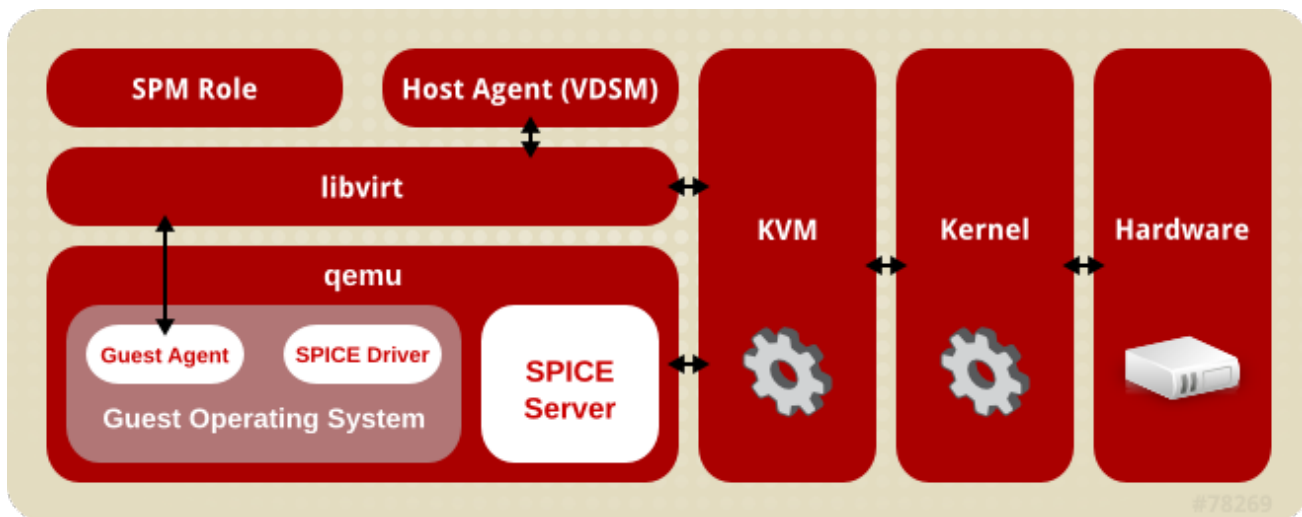 SPM Role
Host Agent (VDSM)
libvirt
qemu
Guest Agent
SPICE Driver
Guest Operating System
SPICE
Server
KVM
Kernel
Hardware
#78269